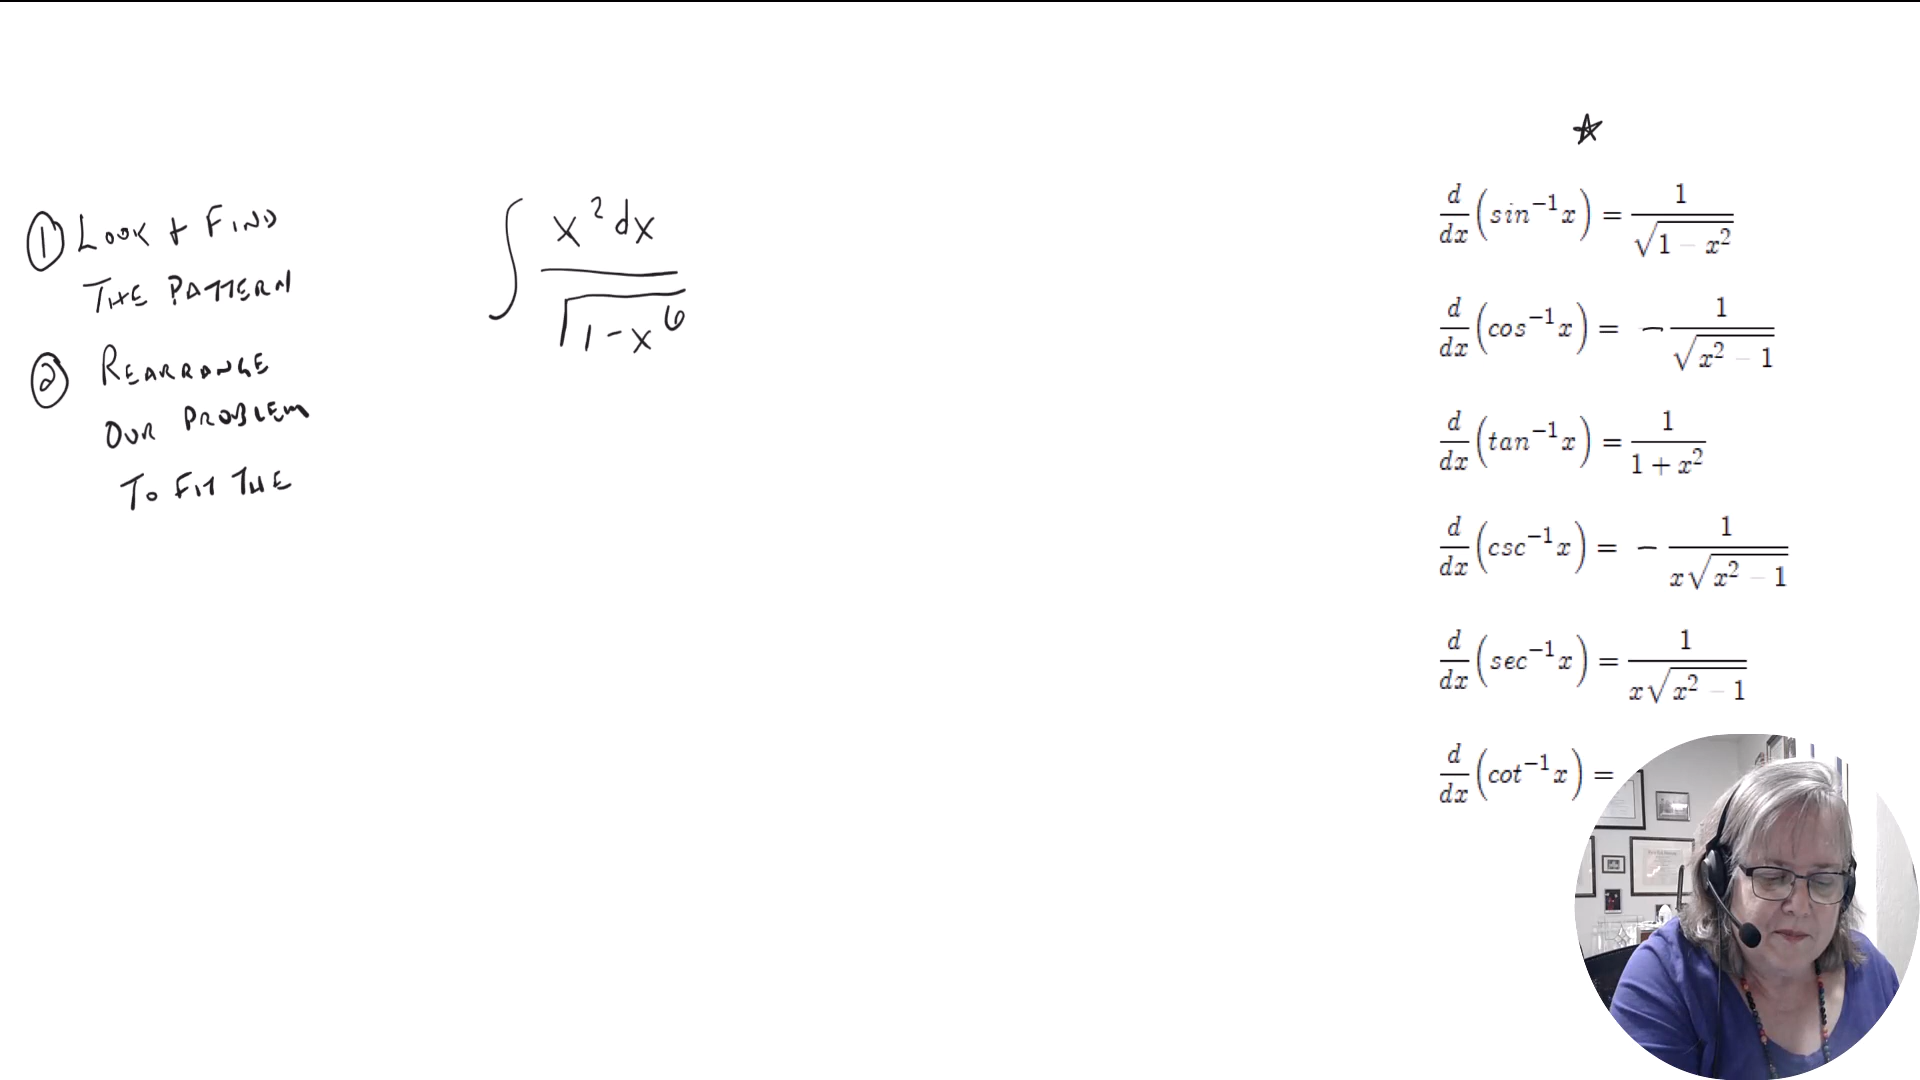 ① LOOK + FIND
THE PATTERN
② REARRANGE
OUR PROBLEM
TO FIT THE
∫ x² dx / √(1-x⁶)
☆
d/dx (sin⁻¹x) = 1/√(1 − x²)
d/dx (cos⁻¹x) = − 1/√(x² − 1)
d/dx (tan⁻¹x) = 1/(1 + x²)
d/dx (csc⁻¹x) = − 1/(x√(x² − 1))
d/dx (sec⁻¹x) = 1/(x√(x² − 1))
d/dx (cot⁻¹x) =